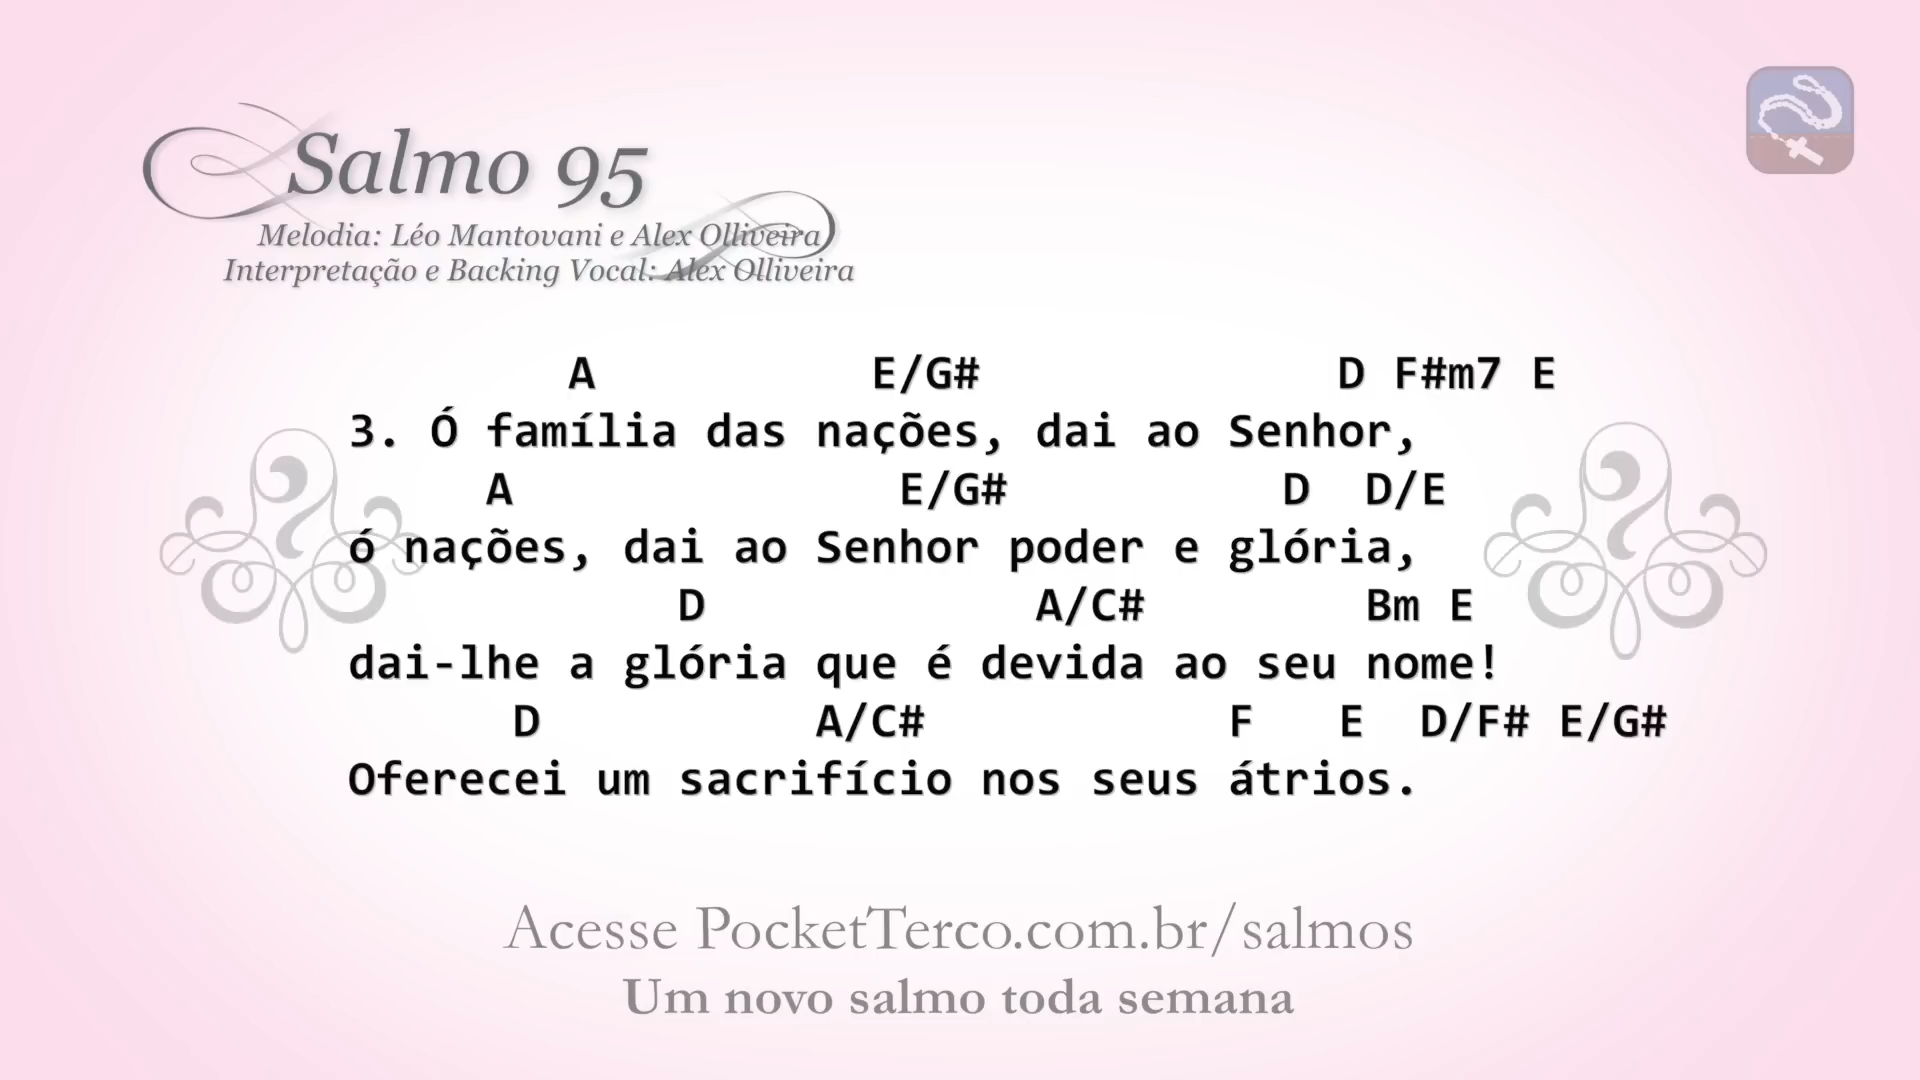 Salmo 95
Melodia: Léo Mantovani e Alex Olliveira
Interpretação e Backing Vocal: Alex Olliveira
A E/G# D F#m7 E
3. Ó família das nações, dai ao Senhor,
A E/G# D D/E
ó nações, dai ao Senhor poder e glória,
D A/C# Bm E
dai-lhe a glória que é devida ao seu nome!
D A/C# F E D/F# E/G#
Oferecei um sacrifício nos seus átrios.
Acesse PocketTerco.com.br/salmos
Um novo salmo toda semana